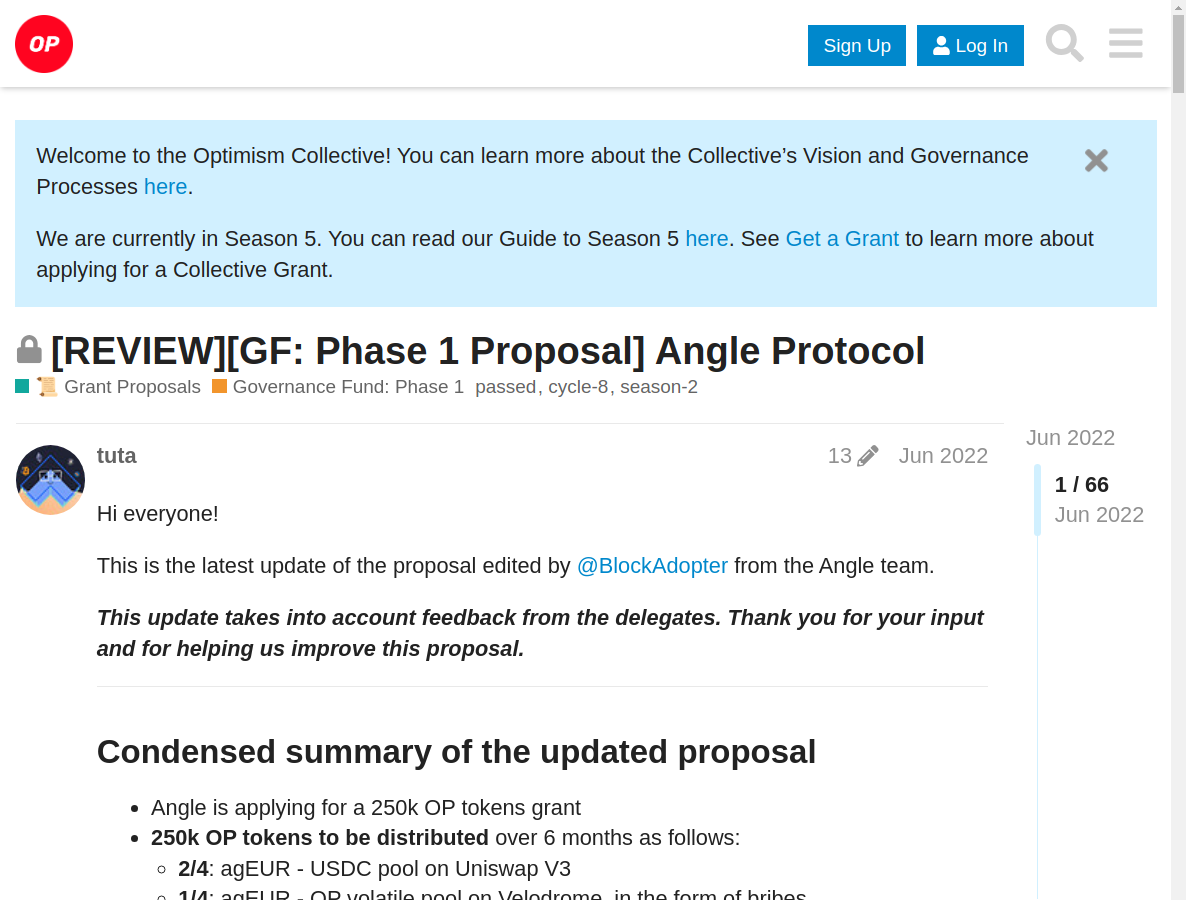 OP
Sign Up
Log In
Welcome to the Optimism Collective! You can learn more about the Collective’s Vision and Governance
Processes here.
We are currently in Season 5. You can read our Guide to Season 5 here. See Get a Grant to learn more about
applying for a Collective Grant.
[REVIEW][GF: Phase 1 Proposal] Angle Protocol
📜 Grant Proposals Governance Fund: Phase 1 passed, cycle-8, season-2
Jun 2022
1 / 66
Jun 2022
tuta 13 Jun 2022
Hi everyone!
This is the latest update of the proposal edited by @BlockAdopter from the Angle team.
This update takes into account feedback from the delegates. Thank you for your input
and for helping us improve this proposal.
Condensed summary of the updated proposal
• Angle is applying for a 250k OP tokens grant
• 250k OP tokens to be distributed over 6 months as follows:
◦ 2/4: agEUR - USDC pool on Uniswap V3
◦ 1/4: agEUR - OP volatile pool on Velodrome, in the form of bribes